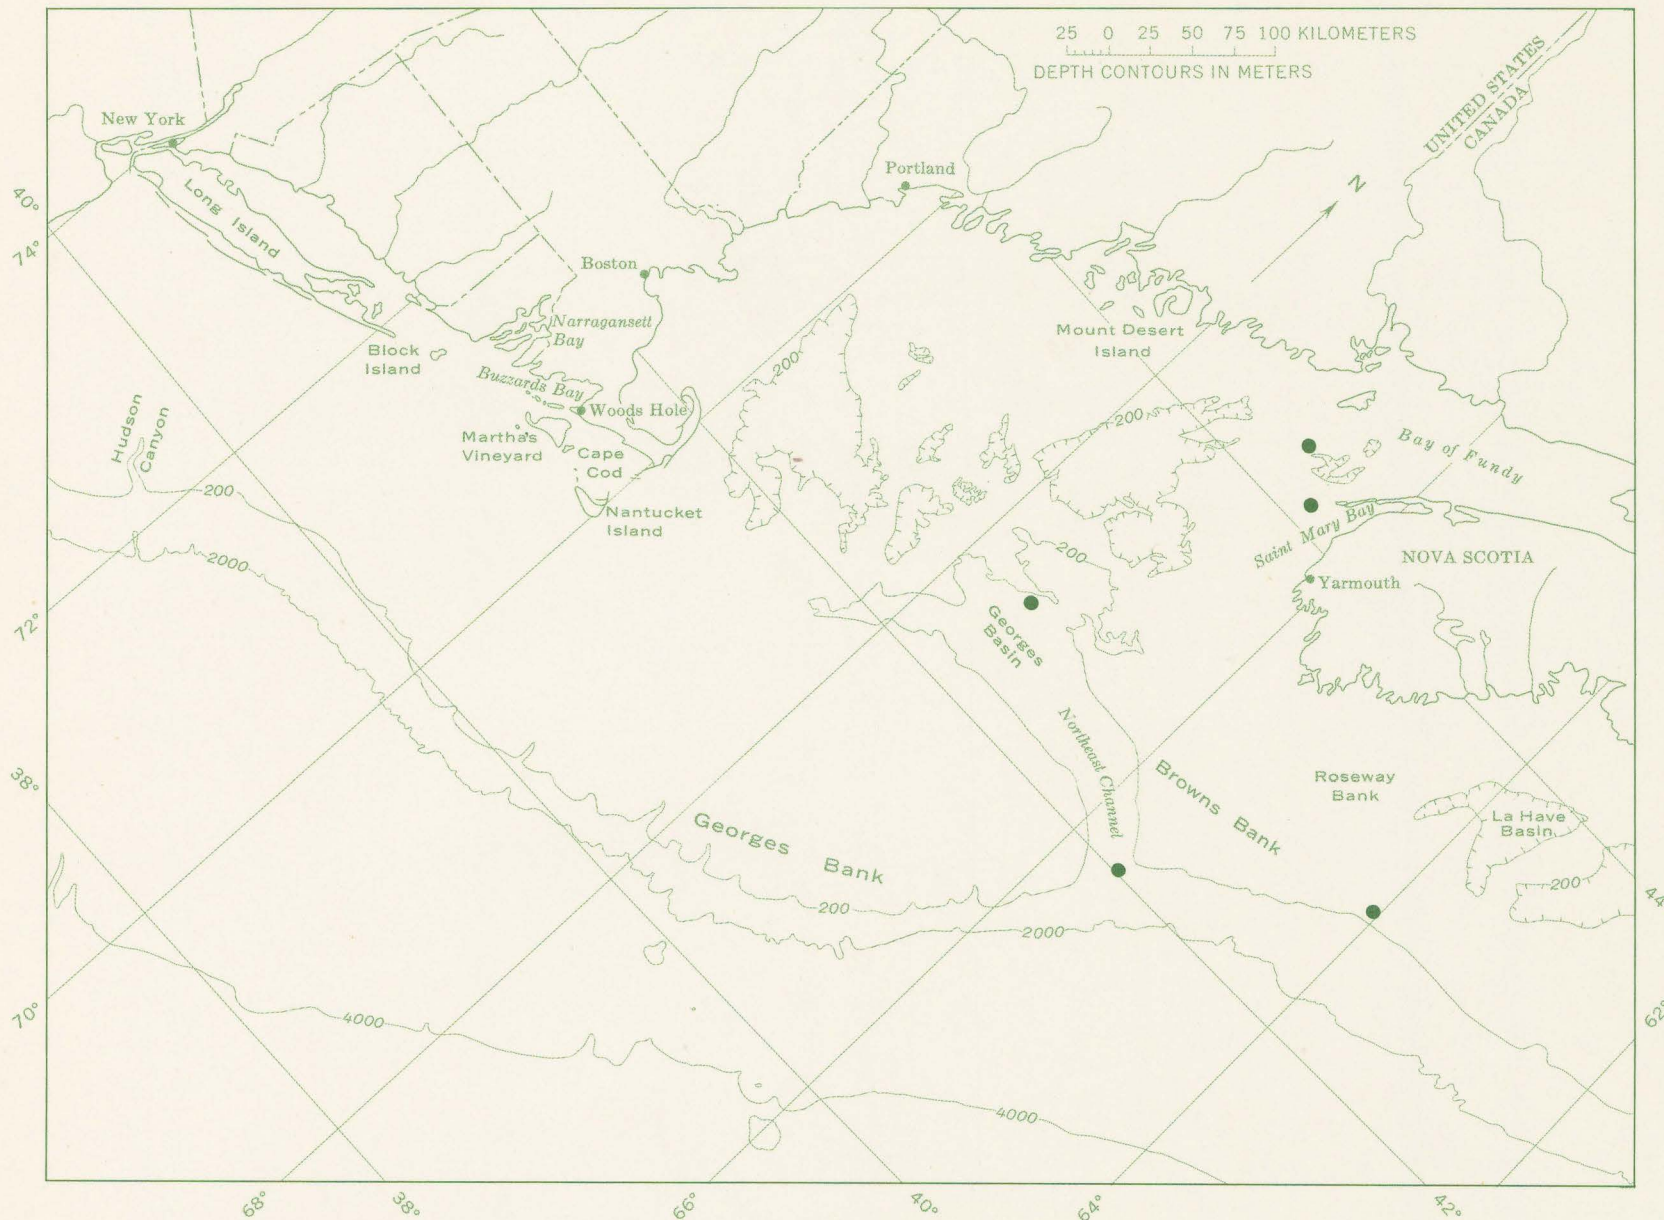 25 0 25 50 75 100 KILOMETERS
DEPTH CONTOURS IN METERS
UNITED STATES
CANADA
New York
Portland
N
40°
74°
Long Island
Boston
Narragansett
Bay
Mount Desert
Island
Block
Island
200
Buzzards Bay
Woods Hole
Hudson
Canyon
Martha's
Vineyard
Cape
Cod
200
Bay of Fundy
200
Nantucket
Island
Saint Mary Bay
NOVA SCOTIA
2000
200
Yarmouth
72°
Georges
Basin
Northeast Channel
38°
Browns Bank
Roseway
Bank
La Have
Basin
Georges Bank
200
200
44
2000
70°
4000
62°
4000
68°
38°
66°
40°
64°
42°